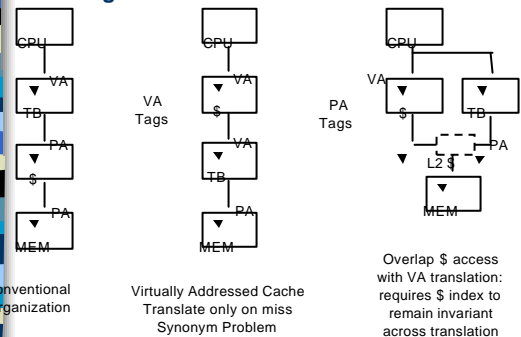 CPU
VA
TB
PA
$
PA
MEM
onventional
rganization
CPU
VA
Tags
VA
$
VA
TB
PA
MEM
Virtually Addressed Cache
Translate only on miss
Synonym Problem
CPU
VA
PA
Tags
$
TB
PA
L2 $
MEM
Overlap $ access
with VA translation:
requires $ index to
remain invariant
across translation